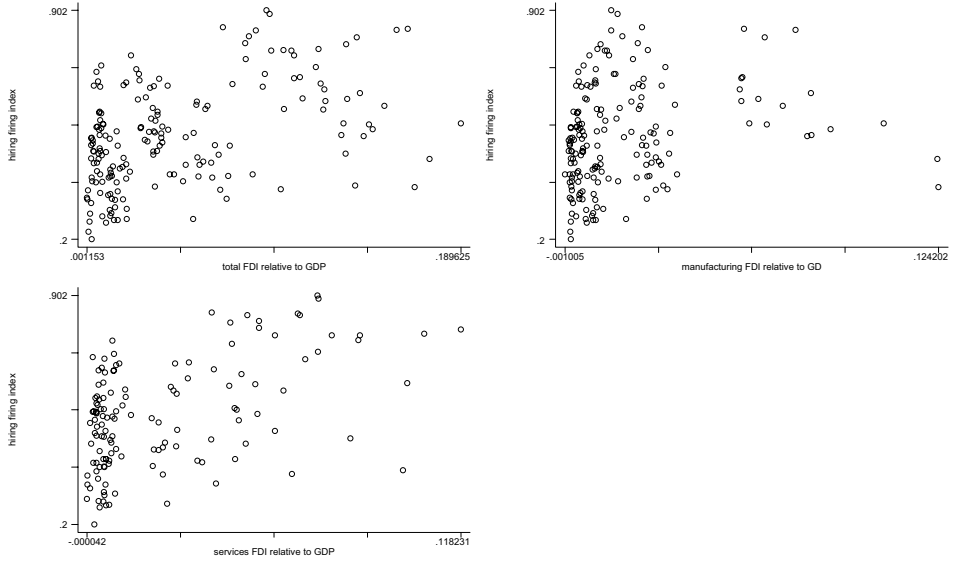 .902
hiring firing index
.2
.001153
.189625
total FDI relative to GDP
.902
hiring firing index
.2
-.001005
.124202
manufacturing FDI relative to GD
.902
hiring firing index
.2
-.000042
.118231
services FDI relative to GDP